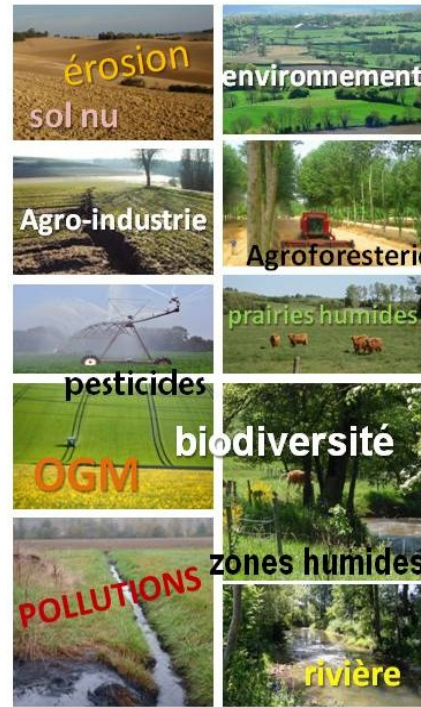 érosion
sol nu
environnement
Agro-industrie
Agroforesterie
prairies humides
pesticides
biodiversité
OGM
zones humides
POLLUTIONS
rivière